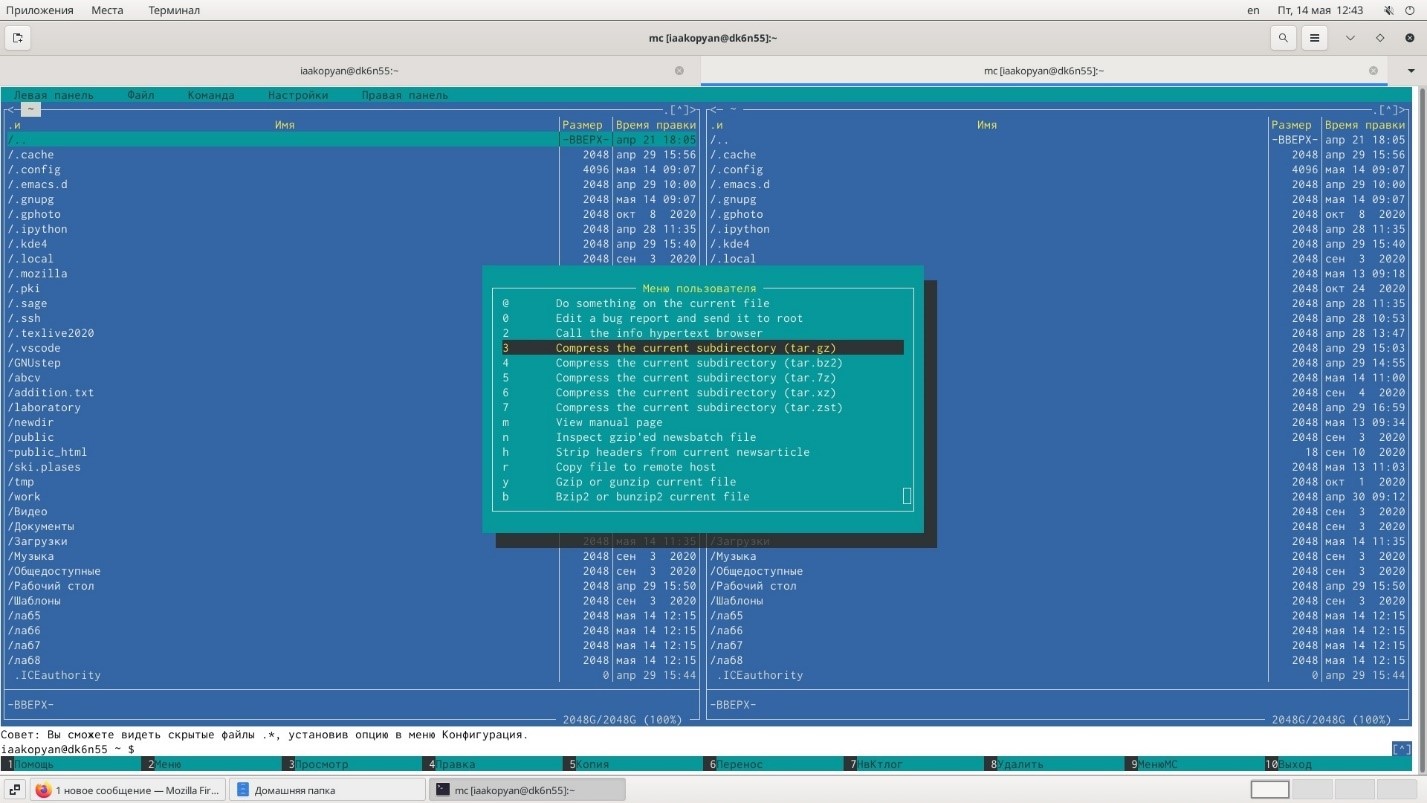 Приложения Места Терминал en Пт, 14 мая 12:43
mc [iaakopyan@dk6n55]:~
iaakopyan@dk6n55:~ mc [iaakopyan@dk6n55]:~
Левая панель Файл Команда Настройки Правая панель
<─ ~ .[^]> <─ ~ .[^]>
.и Имя Размер Время правки .и Имя Размер Время правки
/.. -ВВЕРХ- апр 21 18:05 /.. -ВВЕРХ- апр 21 18:05
/.cache 2048 апр 29 15:56 /.cache 2048 апр 29 15:56
/.config 4096 мая 14 09:07 /.config 4096 мая 14 09:07
/.emacs.d 2048 апр 29 10:00 /.emacs.d 2048 апр 29 10:00
/.gnupg 2048 мая 14 09:07 /.gnupg 2048 мая 14 09:07
/.gphoto 2048 окт 8 2020 /.gphoto 2048 окт 8 2020
/.ipython 2048 апр 28 11:35 /.ipython 2048 апр 28 11:35
/.kde4 2048 апр 29 15:40 /.kde4 2048 апр 29 15:40
/.local 2048 сен 3 2020 /.local 2048 сен 3 2020
/.mozilla 2048 мая 13 09:18
/.pki Меню пользователя 2048 окт 24 2020
/.sage @ Do something on the current file 2048 апр 28 11:35
/.ssh 0 Edit a bug report and send it to root 2048 апр 28 10:53
/.texlive2020 2 Call the info hypertext browser 2048 апр 28 13:47
/.vscode 3 Compress the current subdirectory (tar.gz) 2048 апр 29 15:03
/GNUstep 4 Compress the current subdirectory (tar.bz2) 2048 апр 29 14:55
/abcv 5 Compress the current subdirectory (tar.7z) 2048 мая 14 11:00
/addition.txt 6 Compress the current subdirectory (tar.xz) 2048 сен 4 2020
/laboratory 7 Compress the current subdirectory (tar.zst) 2048 апр 29 16:59
/newdir m View manual page 2048 мая 13 09:34
/public n Inspect gzip'ed newsbatch file 2048 сен 3 2020
~public_html h Strip headers from current newsarticle 18 сен 10 2020
/ski.plases r Copy file to remote host 2048 мая 13 11:03
/tmp y Gzip or gunzip current file 2048 окт 1 2020
/work b Bzip2 or bunzip2 current file 2048 апр 30 09:12
/Видео 2048 сен 3 2020
/Документы 2048 сен 3 2020
/Загрузки 2048 мая 14 11:35 /Загрузки 2048 мая 14 11:35
/Музыка 2048 сен 3 2020 /Музыка 2048 сен 3 2020
/Общедоступные 2048 сен 3 2020 /Общедоступные 2048 сен 3 2020
/Рабочий стол 2048 апр 29 15:50 /Рабочий стол 2048 апр 29 15:50
/Шаблоны 2048 сен 3 2020 /Шаблоны 2048 сен 3 2020
/лаб5 2048 мая 14 12:15 /лаб5 2048 мая 14 12:15
/лаб6 2048 мая 14 12:15 /лаб6 2048 мая 14 12:15
/лаб7 2048 мая 14 12:15 /лаб7 2048 мая 14 12:15
/лаб8 2048 мая 14 12:15 /лаб8 2048 мая 14 12:15
.ICEauthority 0 апр 29 15:44 .ICEauthority 0 апр 29 15:44
-ВВЕРХ- -ВВЕРХ-
2048G/2048G (100%) 2048G/2048G (100%)
Совет: Вы сможете видеть скрытые файлы .*, установив опцию в меню Конфигурация.
iaakopyan@dk6n55 ~ $ [^]
1Помощь 2Меню 3Просмотр 4Правка 5Копия 6Перенос 7НвКтлог 8Удалить 9МенюMC 10Выход
1 новое сообщение — Mozilla Fir... Домашняя папка mc [iaakopyan@dk6n55]:~